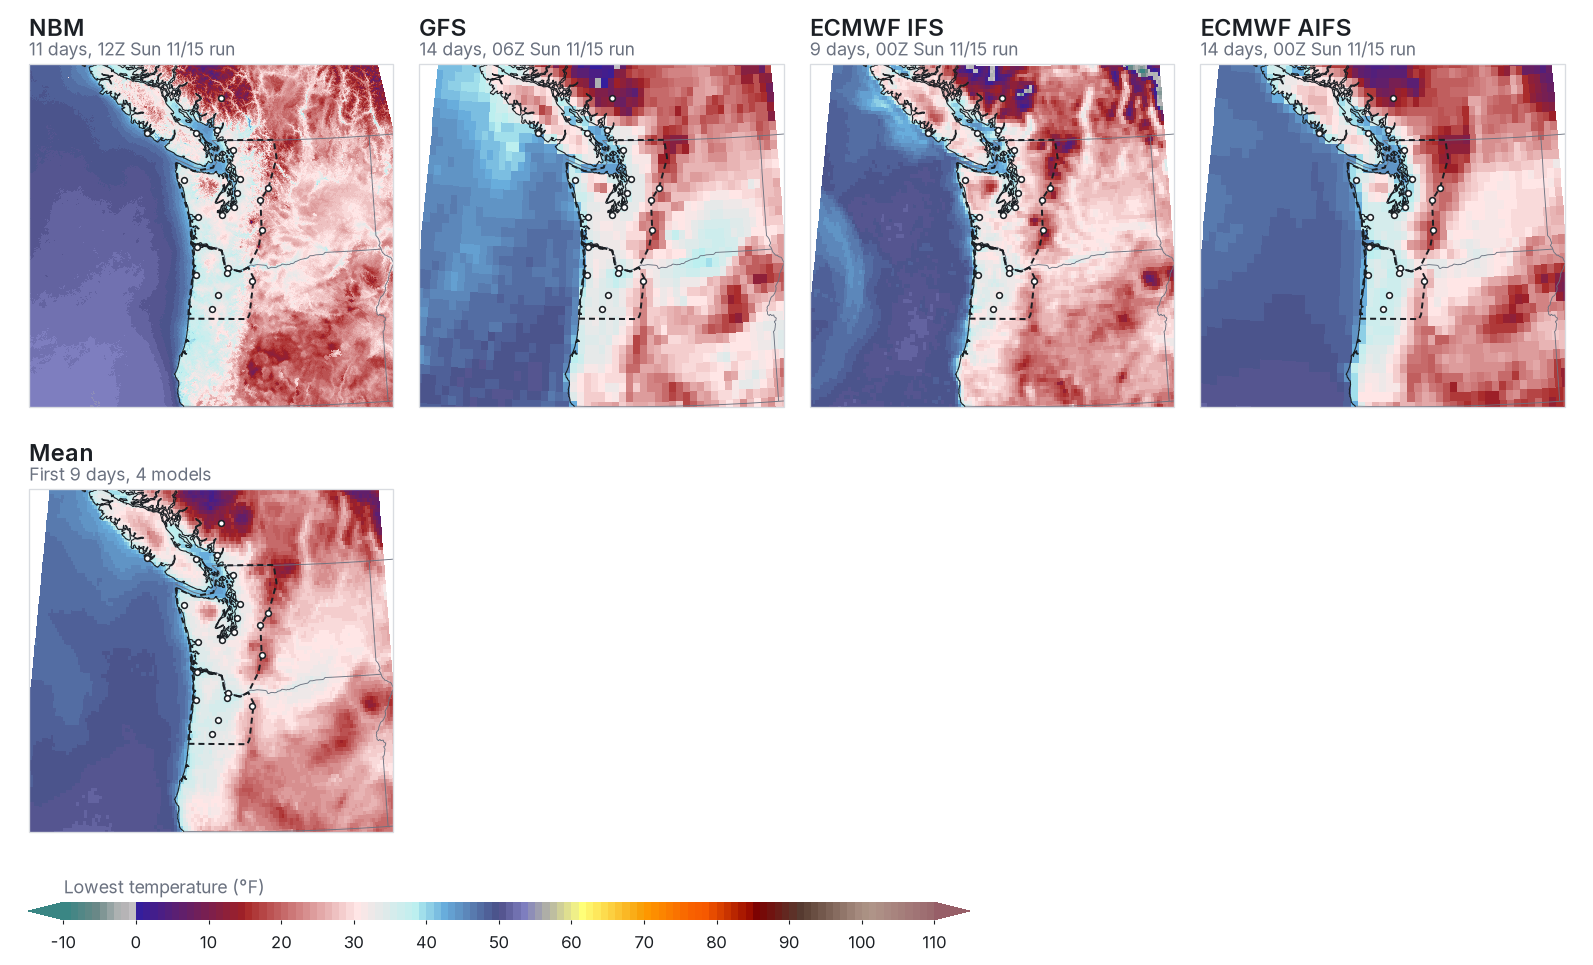 NBM
11 days, 12Z Sun 11/15 run
GFS
14 days, 06Z Sun 11/15 run
ECMWF IFS
9 days, 00Z Sun 11/15 run
ECMWF AIFS
14 days, 00Z Sun 11/15 run
Mean
First 9 days, 4 models
Lowest temperature (°F)
-10 0 10 20 30 40 50 60 70 80 90 100 110